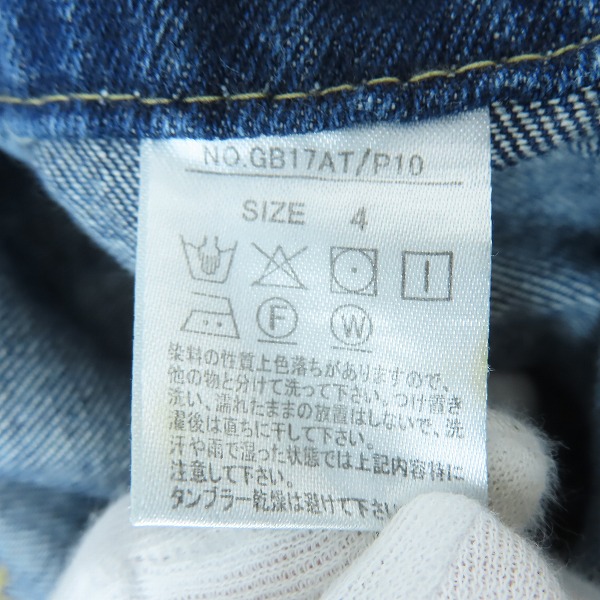 NO.GB17AT/P10
SIZE 4
F W
染料の性質上色落ちがありますので、
他の物と分けて洗って下さい。つけ置き
洗い、濡れたままの放置はしないで、洗
濯後は直ちに干して下さい。
汗や雨で湿った状態では上記内容特に
注意して下さい。
タンブラー乾燥は避けて下さい